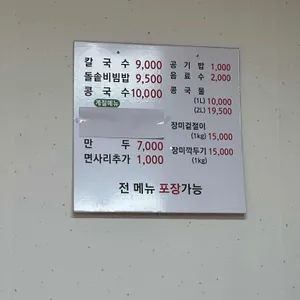 칼국수 9,000
돌솥비빔밥 9,500
콩국수 10,000
계절메뉴
만두 7,000
면사리추가 1,000
공기밥 1,000
음료수 2,000
콩국물
(1L) 10,000
(2L) 19,500
장미겉절이
(1kg) 15,000
장미깍두기 15,000
(1kg)
전 메뉴 포장가능